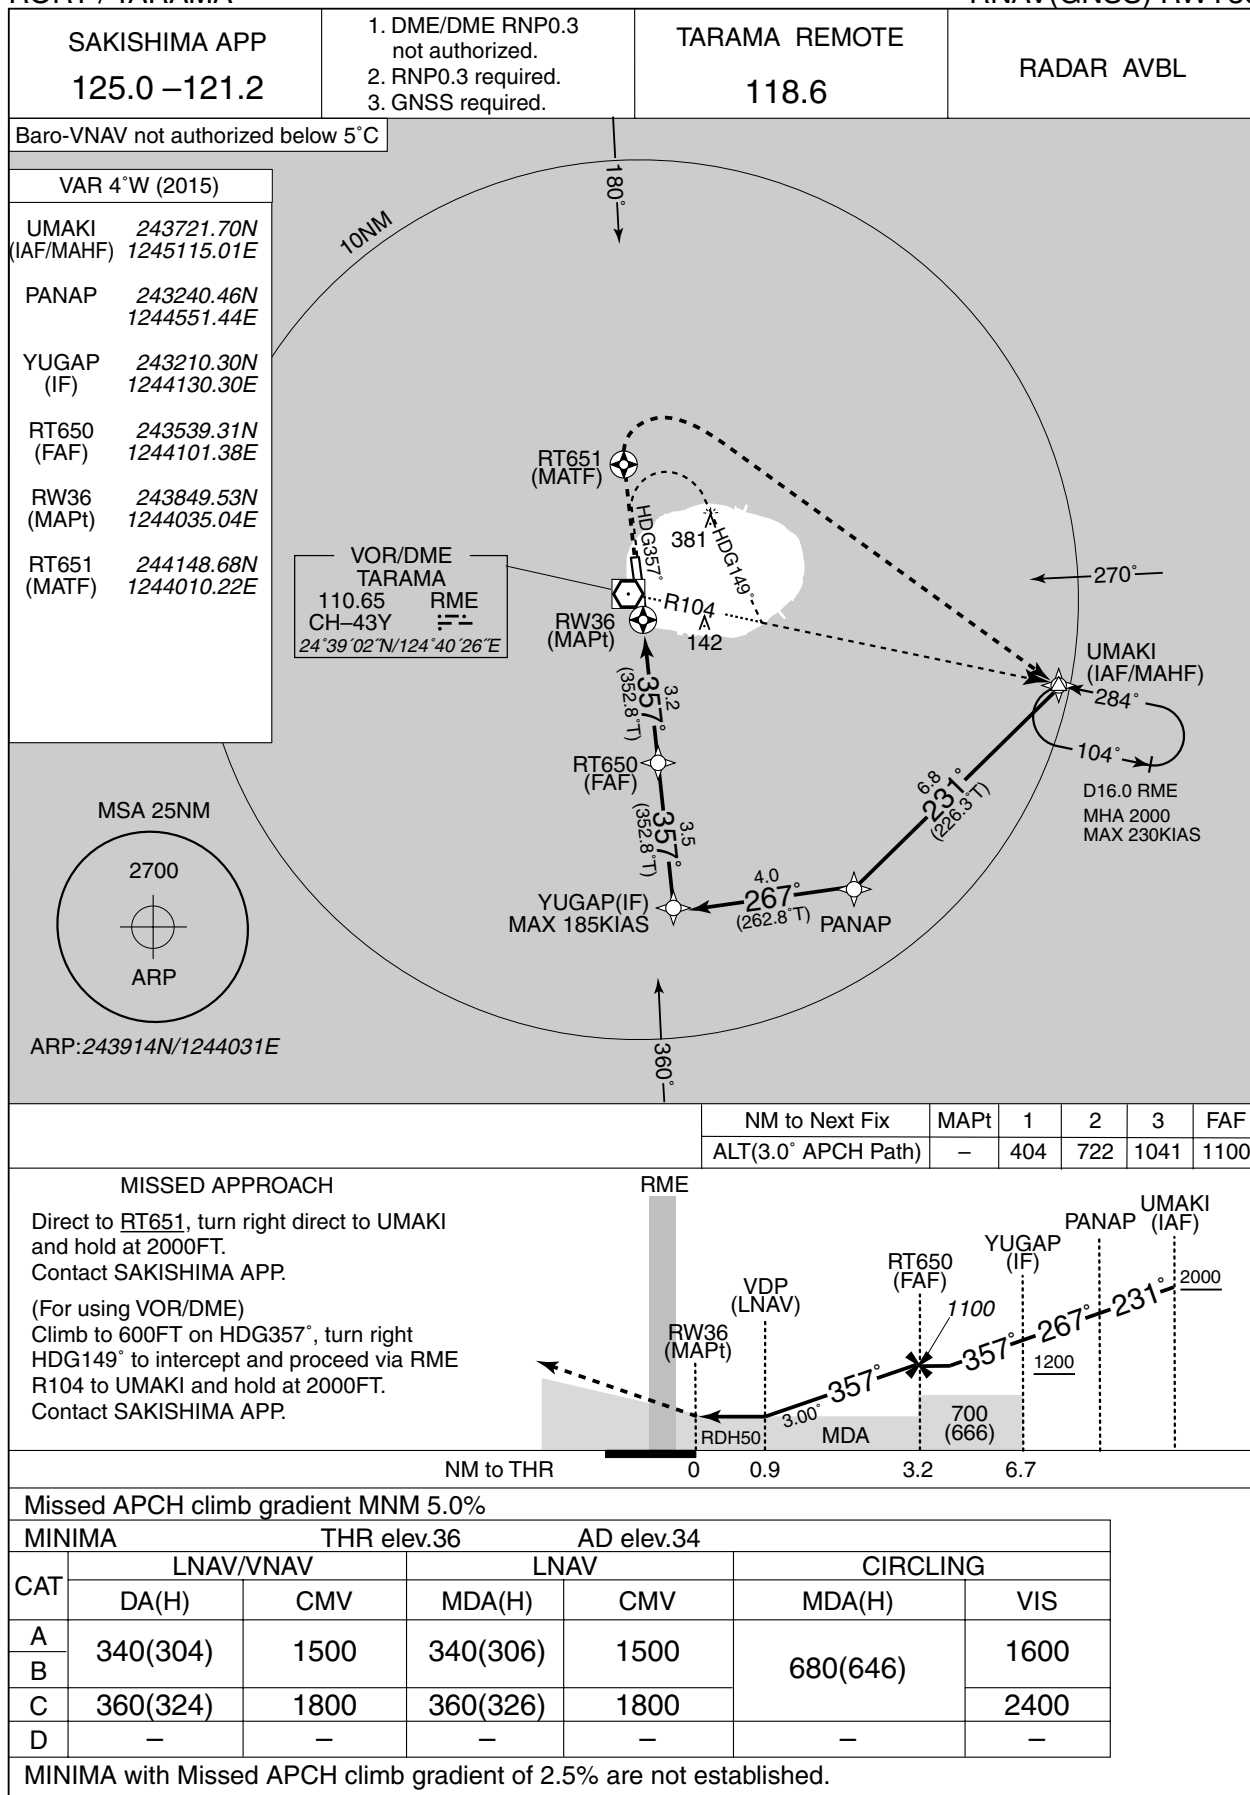 SAKISHIMA APP
125.0 –121.2
1. DME/DME RNP0.3
not authorized.
2. RNP0.3 required.
3. GNSS required.
TARAMA REMOTE
118.6
RADAR AVBL
Baro-VNAV not authorized below 5˚C
VAR 4˚W (2015)
UMAKI 243721.70N
(IAF/MAHF) 1245115.01E
PANAP 243240.46N
1244551.44E
YUGAP 243210.30N
(IF) 1244130.30E
RT650 243539.31N
(FAF) 1244101.38E
RW36 243849.53N
(MAPt) 1244035.04E
RT651 244148.68N
(MATF) 1244010.22E
180˚
10NM
RT651
(MATF)
HDG357˚
381
HDG149˚
VOR/DME
TARAMA
110.65 RME
CH–43Y
24˚39´02˝N/124˚40´26˝E
R104
RW36
(MAPt)
142
270˚
UMAKI
(IAF/MAHF)
284˚
104˚
D16.0 RME
MHA 2000
MAX 230KIAS
3.2
357˚
(352.8˚T)
RT650
(FAF)
3.5
357˚
(352.8˚T)
6.8
231˚
(226.3˚T)
4.0
267˚
(262.8˚T)
YUGAP(IF)
MAX 185KIAS
PANAP
MSA 25NM
2700
ARP
ARP:243914N/1244031E
360˚
NM to Next Fix MAPt 1 2 3 FAF
ALT(3.0˚ APCH Path) – 404 722 1041 1100
MISSED APPROACH
Direct to RT651, turn right direct to UMAKI
and hold at 2000FT.
Contact SAKISHIMA APP.
(For using VOR/DME)
Climb to 600FT on HDG357˚, turn right
HDG149˚ to intercept and proceed via RME
R104 to UMAKI and hold at 2000FT.
Contact SAKISHIMA APP.
RME
RW36
(MAPt)
VDP
(LNAV)
RT650
(FAF)
YUGAP
(IF)
PANAP
UMAKI
(IAF)
1100
357˚
357˚
267˚
231˚
2000
1200
3.00˚
RDH50
MDA
700
(666)
NM to THR 0 0.9 3.2 6.7
Missed APCH climb gradient MNM 5.0%
MINIMA THR elev.36 AD elev.34
CAT LNAV/VNAV LNAV CIRCLING
DA(H) CMV MDA(H) CMV MDA(H) VIS
A 340(304) 1500 340(306) 1500 680(646) 1600
B
C 360(324) 1800 360(326) 1800 2400
D – – – – – –
MINIMA with Missed APCH climb gradient of 2.5% are not established.